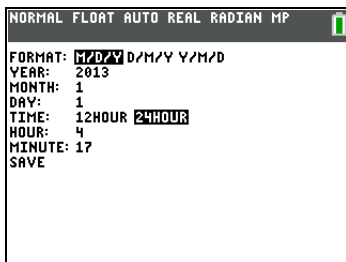 NORMAL FLOAT AUTO REAL RADIAN MP
FORMAT: M/D/Y D/M/Y Y/M/D
YEAR: 2013
MONTH: 1
DAY: 1
TIME: 12HOUR 24HOUR
HOUR: 4
MINUTE: 17
SAVE